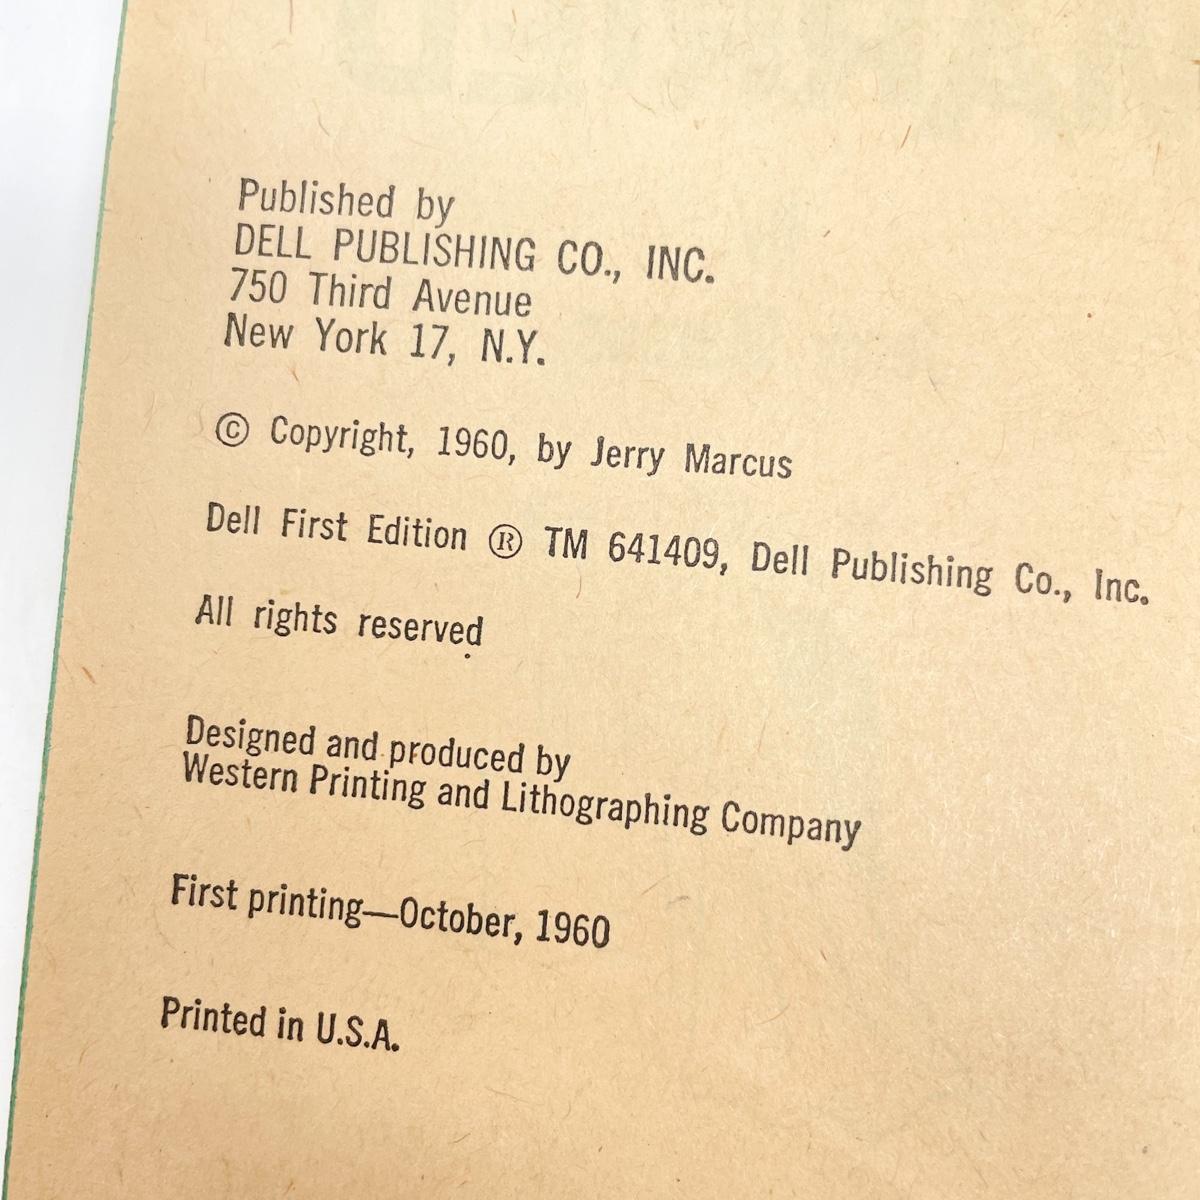 Published by
DELL PUBLISHING CO., INC.
750 Third Avenue
New York 17, N.Y.
© Copyright, 1960, by Jerry Marcus
Dell First Edition ® TM 641409, Dell Publishing Co., Inc.
All rights reserved
Designed and produced by
Western Printing and Lithographing Company
First printing—October, 1960
Printed in U.S.A.